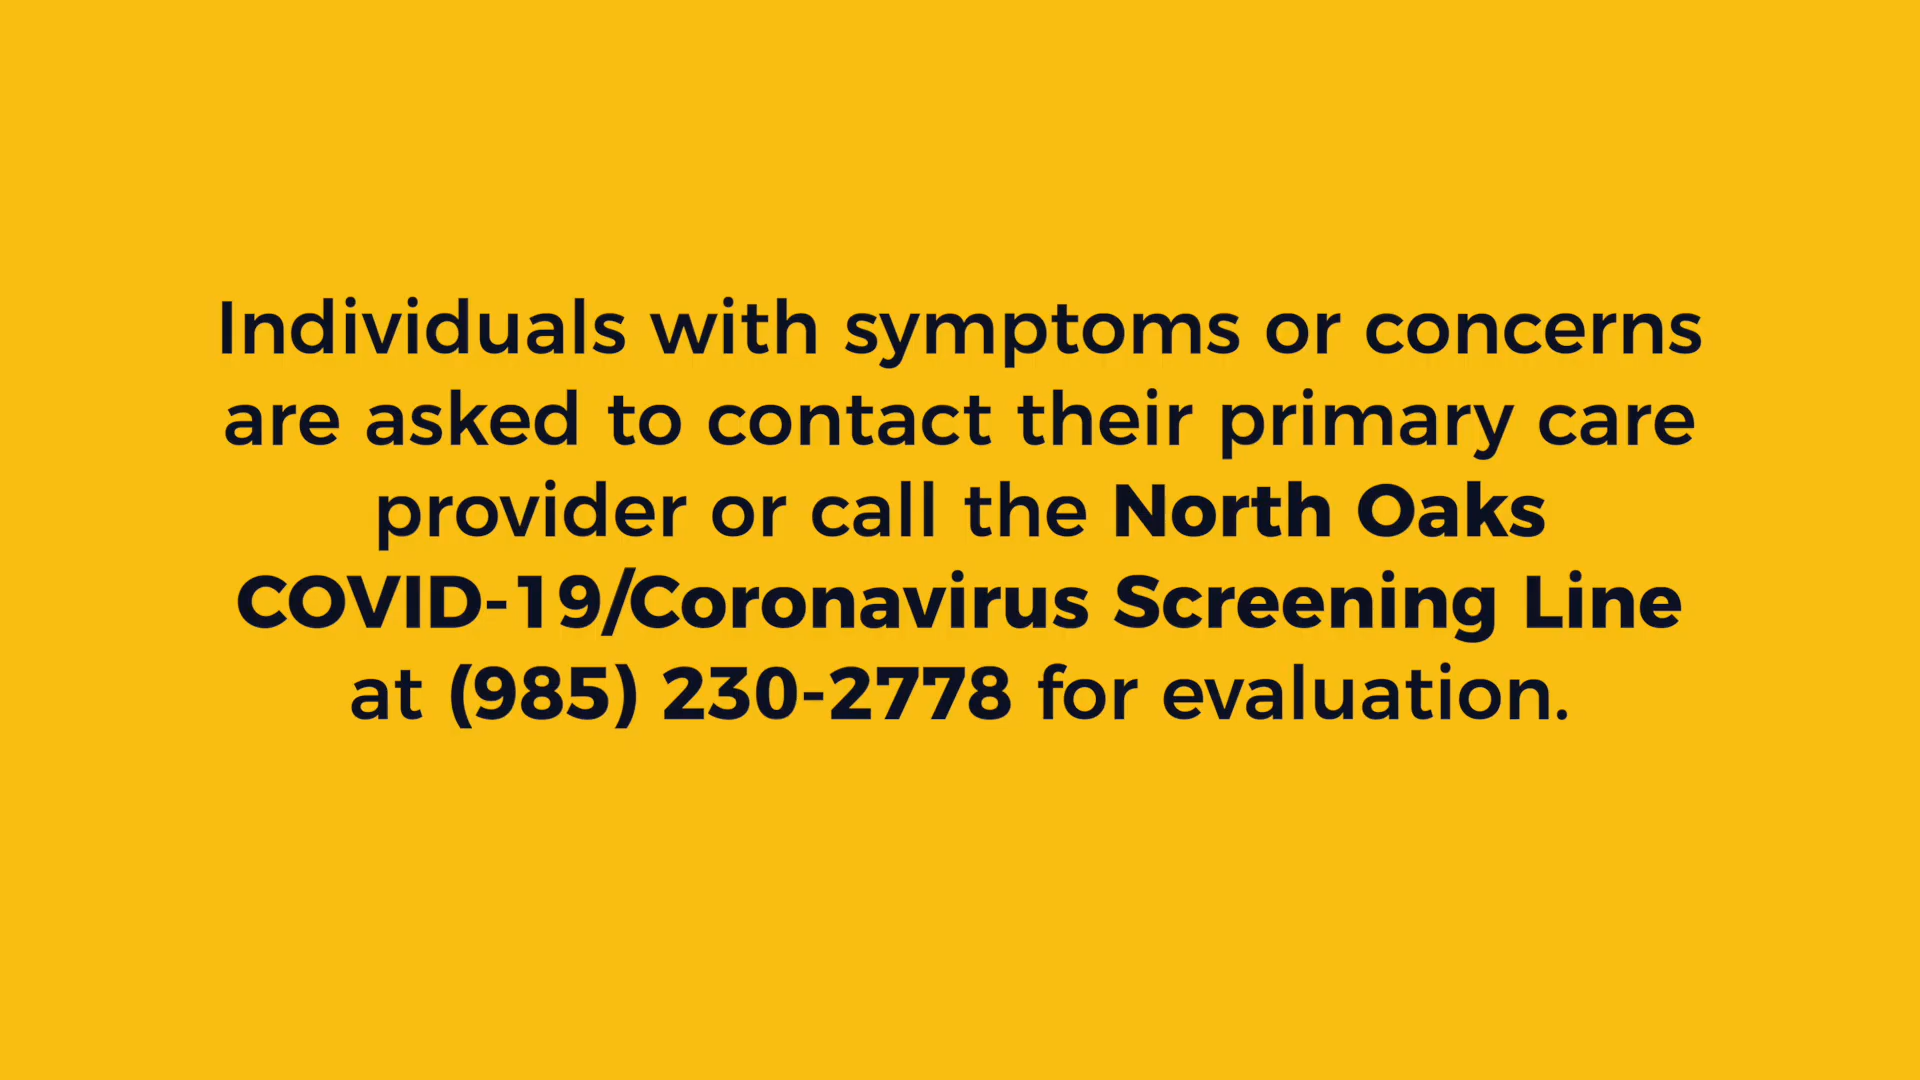 Individuals with symptoms or concerns
are asked to contact their primary care
provider or call the North Oaks
COVID-19/Coronavirus Screening Line
at (985) 230-2778 for evaluation.